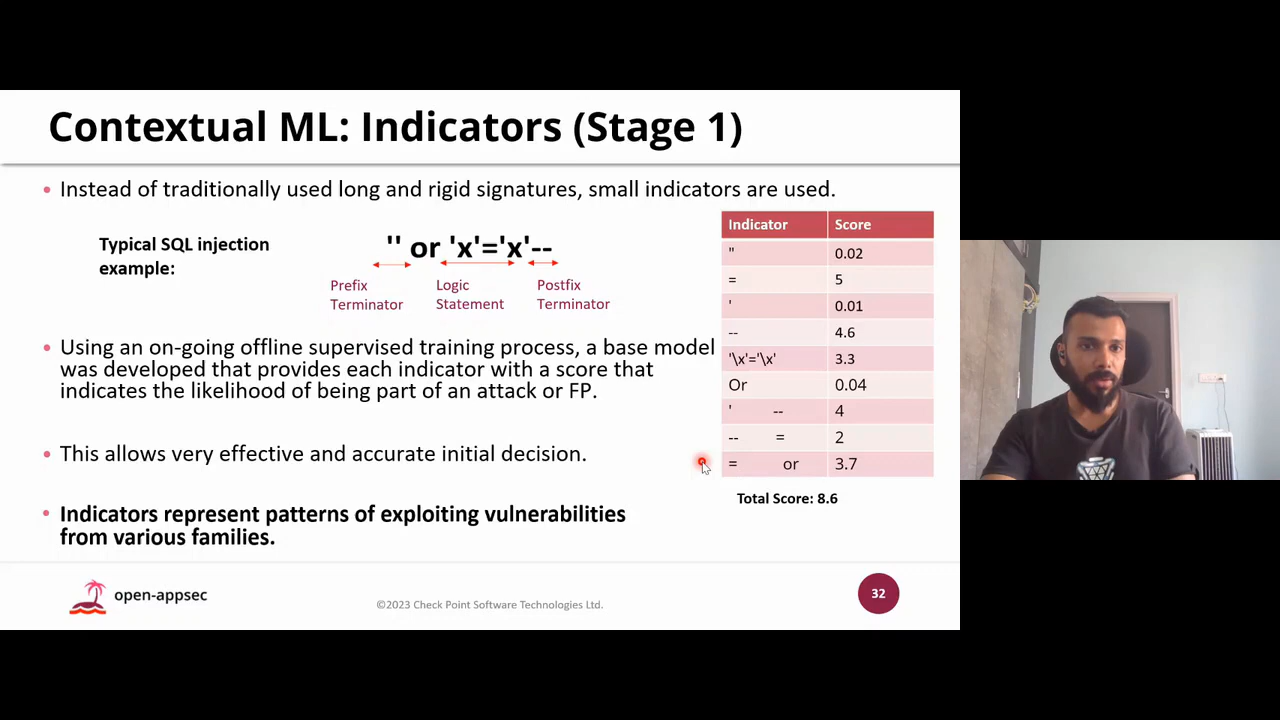 Contextual ML: Indicators (Stage 1)
• Instead of traditionally used long and rigid signatures, small indicators are used.
Typical SQL injection
example:
'' or 'x'='x'--
Prefix
Terminator
Logic
Statement
Postfix
Terminator
• Using an on-going offline supervised training process, a base model
was developed that provides each indicator with a score that
indicates the likelihood of being part of an attack or FP.
• This allows very effective and accurate initial decision.
• Indicators represent patterns of exploiting vulnerabilities
from various families.
Indicator Score
" 0.02
= 5
' 0.01
-- 4.6
'\x'='\x' 3.3
Or 0.04
' -- 4
-- = 2
= or 3.7
Total Score: 8.6
open-appsec
©2023 Check Point Software Technologies Ltd.
32